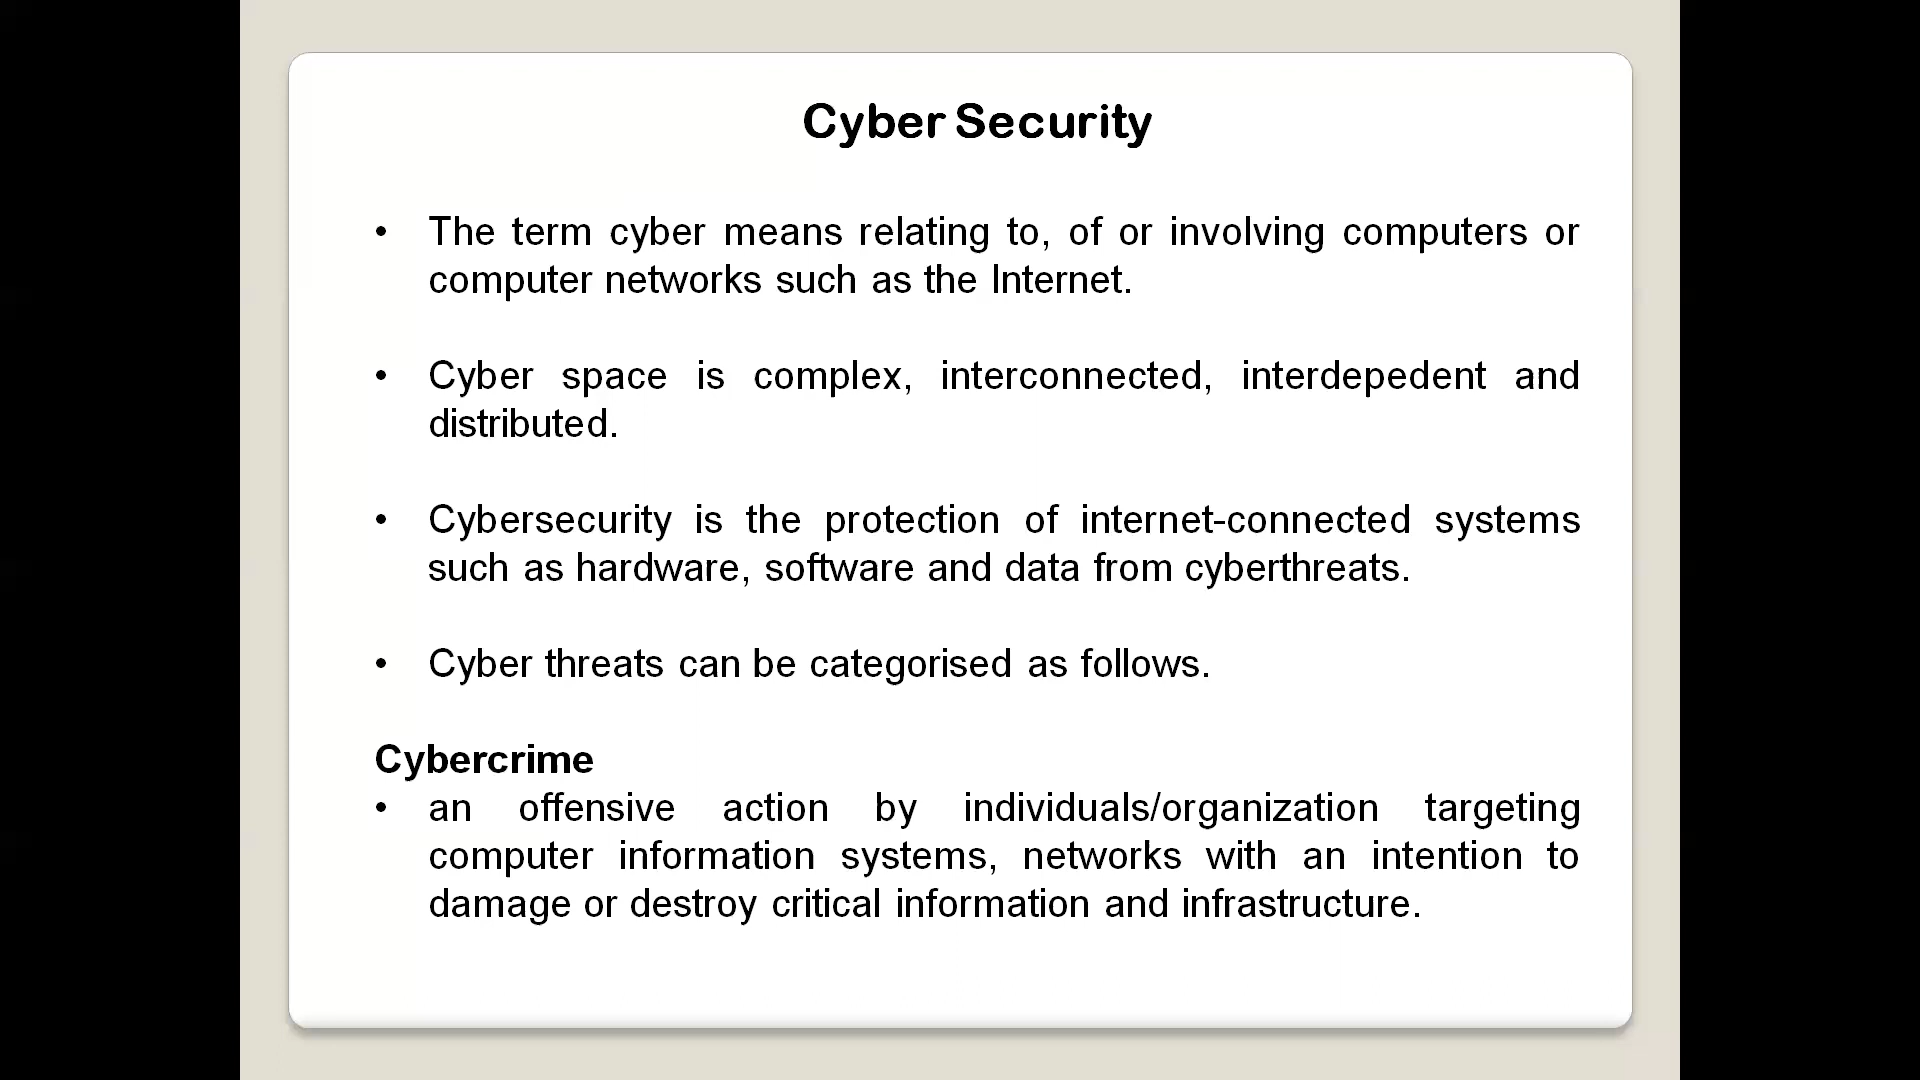 Cyber Security
• The term cyber means relating to, of or involving computers or
computer networks such as the Internet.
• Cyber space is complex, interconnected, interdepedent and
distributed.
• Cybersecurity is the protection of internet-connected systems
such as hardware, software and data from cyberthreats.
• Cyber threats can be categorised as follows.
Cybercrime
• an offensive action by individuals/organization targeting
computer information systems, networks with an intention to
damage or destroy critical information and infrastructure.